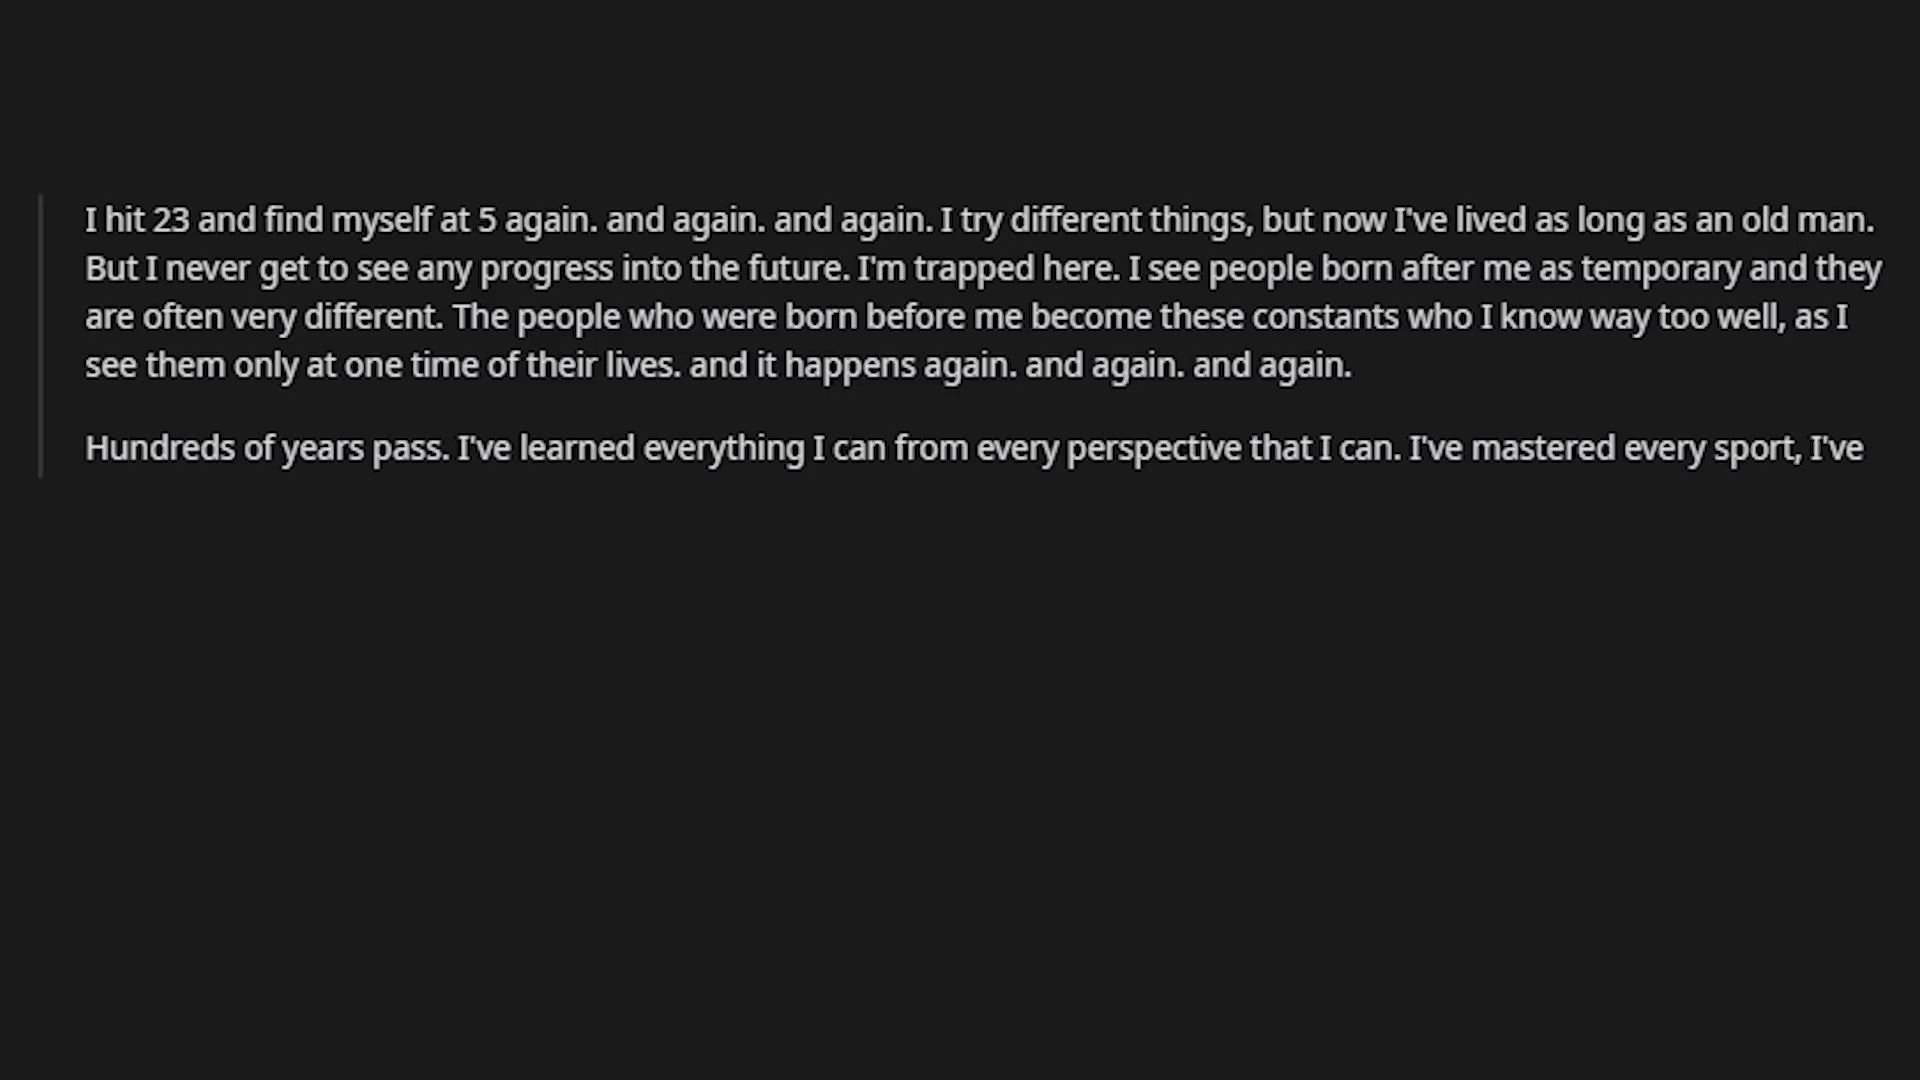 I hit 23 and find myself at 5 again. and again. and again. I try different things, but now I've lived as long as an old man.
But I never get to see any progress into the future. I'm trapped here. I see people born after me as temporary and they
are often very different. The people who were born before me become these constants who I know way too well, as I
see them only at one time of their lives. and it happens again. and again. and again.
Hundreds of years pass. I've learned everything I can from every perspective that I can. I've mastered every sport, I've